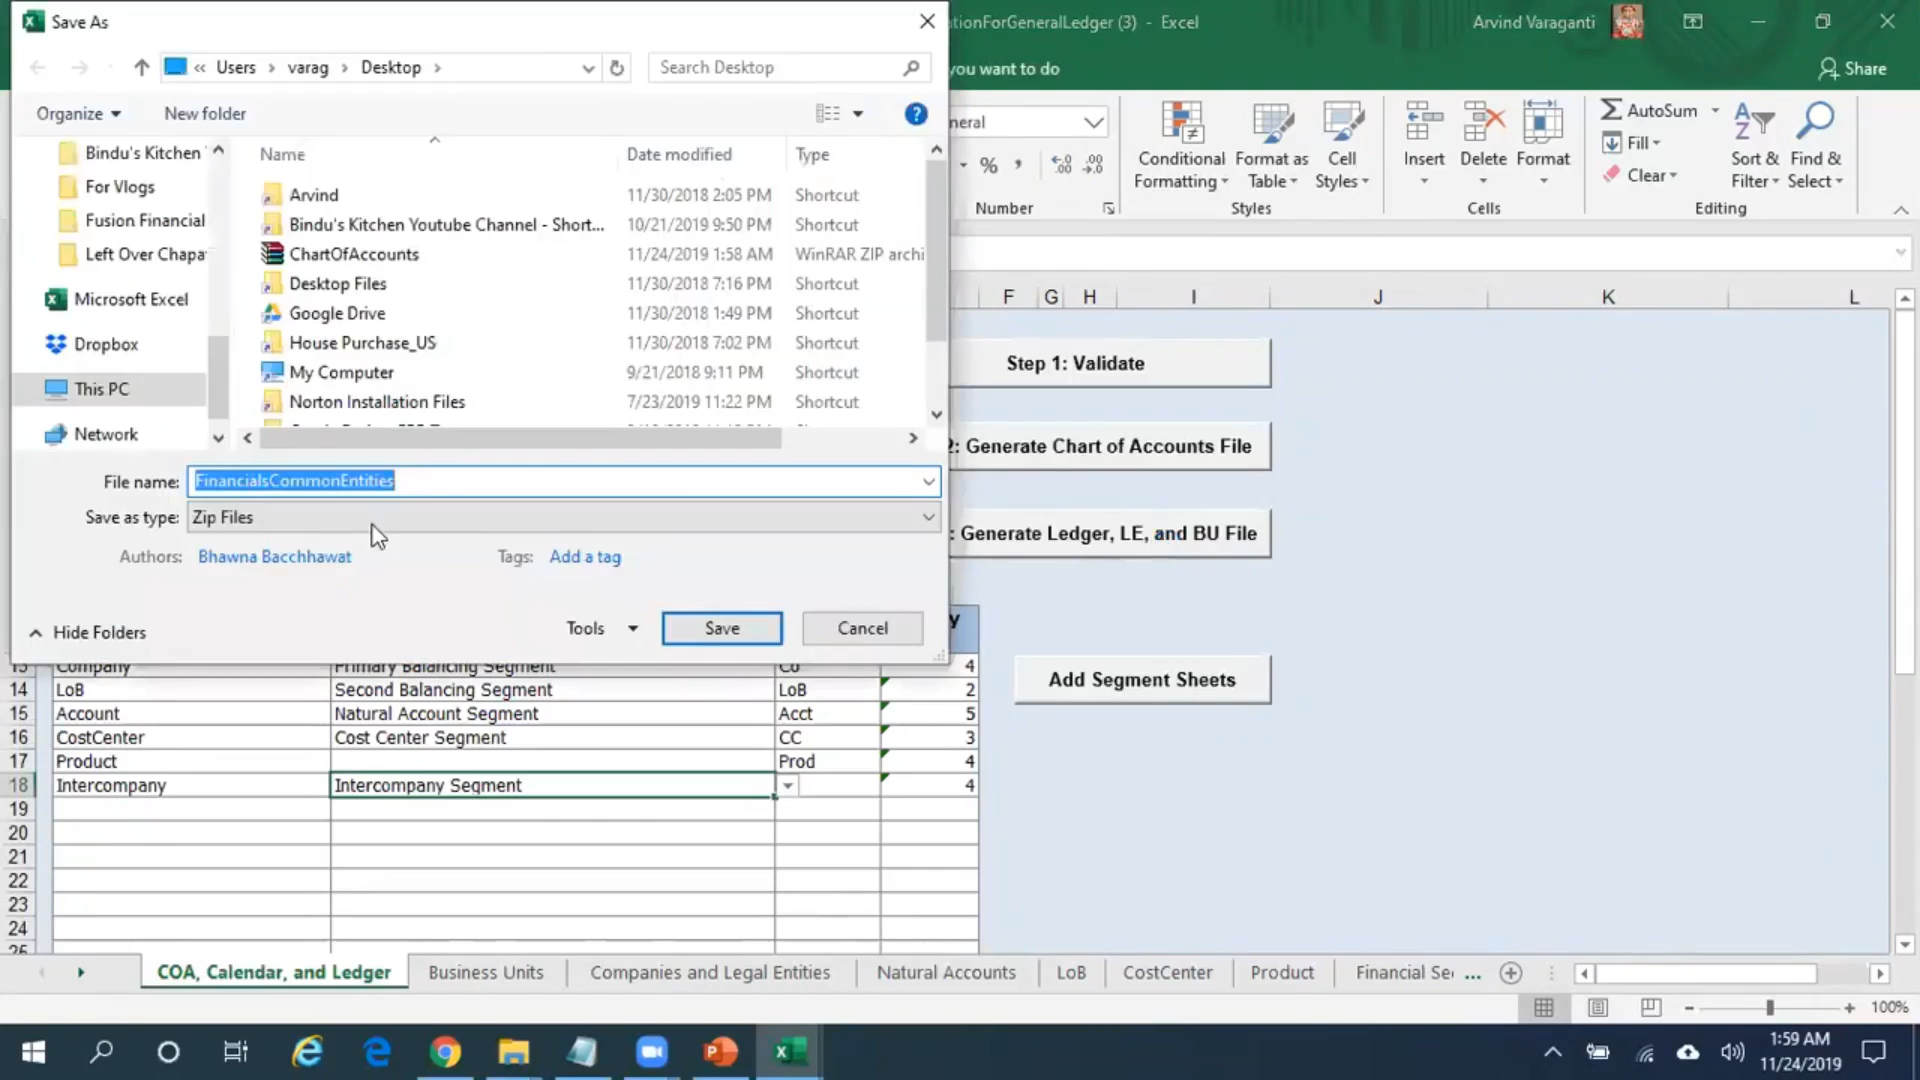 Save As
ationForGeneralLedger (3) - Excel
Arvind Varaganti
« Users › varag › Desktop ›
Search Desktop
you want to do
Share
Organize
New folder
neral
AutoSum
Fill
Clear
Conditional Formatting
Format as Table
Cell Styles
Insert
Delete
Format
Sort & Filter
Find & Select
Number
Styles
Cells
Editing
Bindu's Kitchen
For Vlogs
Fusion Financial
Left Over Chapa
Microsoft Excel
Dropbox
This PC
Network
Name Date modified Type
Arvind 11/30/2018 2:05 PM Shortcut
Bindu's Kitchen Youtube Channel - Short... 10/21/2019 9:50 PM Shortcut
ChartOfAccounts 11/24/2019 1:58 AM WinRAR ZIP archi
Desktop Files 11/30/2018 7:16 PM Shortcut
Google Drive 11/30/2018 1:49 PM Shortcut
House Purchase_US 11/30/2018 7:02 PM Shortcut
My Computer 9/21/2018 9:11 PM Shortcut
Norton Installation Files 7/23/2019 11:22 PM Shortcut
File name: FinancialsCommonEntities
Save as type: Zip Files
Authors: Bhawna Bacchhawat Tags: Add a tag
Hide Folders
Tools
Save
Cancel
F G H I J K L
Step 1: Validate
2: Generate Chart of Accounts File
: Generate Ledger, LE, and BU File
y
Add Segment Sheets
13 Company Primary Balancing Segment Co 4
14 LoB Second Balancing Segment LoB 2
15 Account Natural Account Segment Acct 5
16 CostCenter Cost Center Segment CC 3
17 Product Prod 4
18 Intercompany Intercompany Segment 4
19
20
21
22
23
24
25
COA, Calendar, and Ledger
Business Units
Companies and Legal Entities
Natural Accounts
LoB
CostCenter
Product
Financial Se ...
100%
1:59 AM
11/24/2019